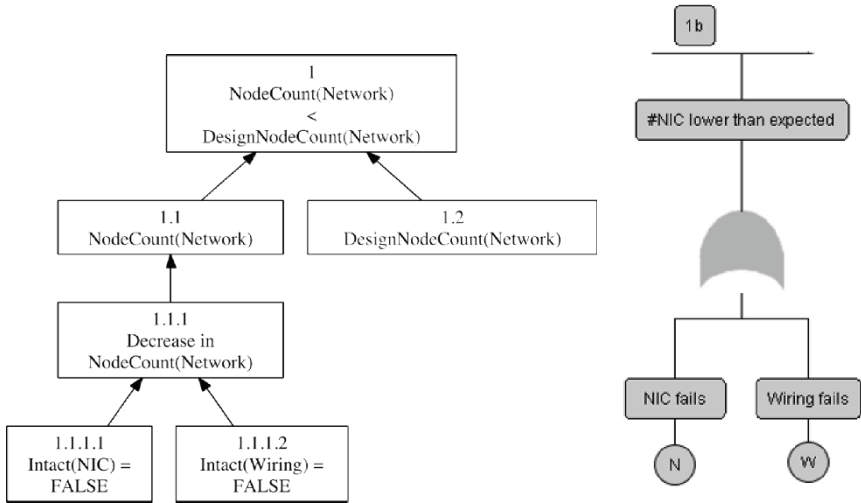 1
NodeCount(Network)
<
DesignNodeCount(Network)
1.1
NodeCount(Network)
1.2
DesignNodeCount(Network)
1.1.1
Decrease in
NodeCount(Network)
1.1.1.1
Intact(NIC) =
FALSE
1.1.1.2
Intact(Wiring) =
FALSE
1b
#NIC lower than expected
NIC fails
Wiring fails
N
W